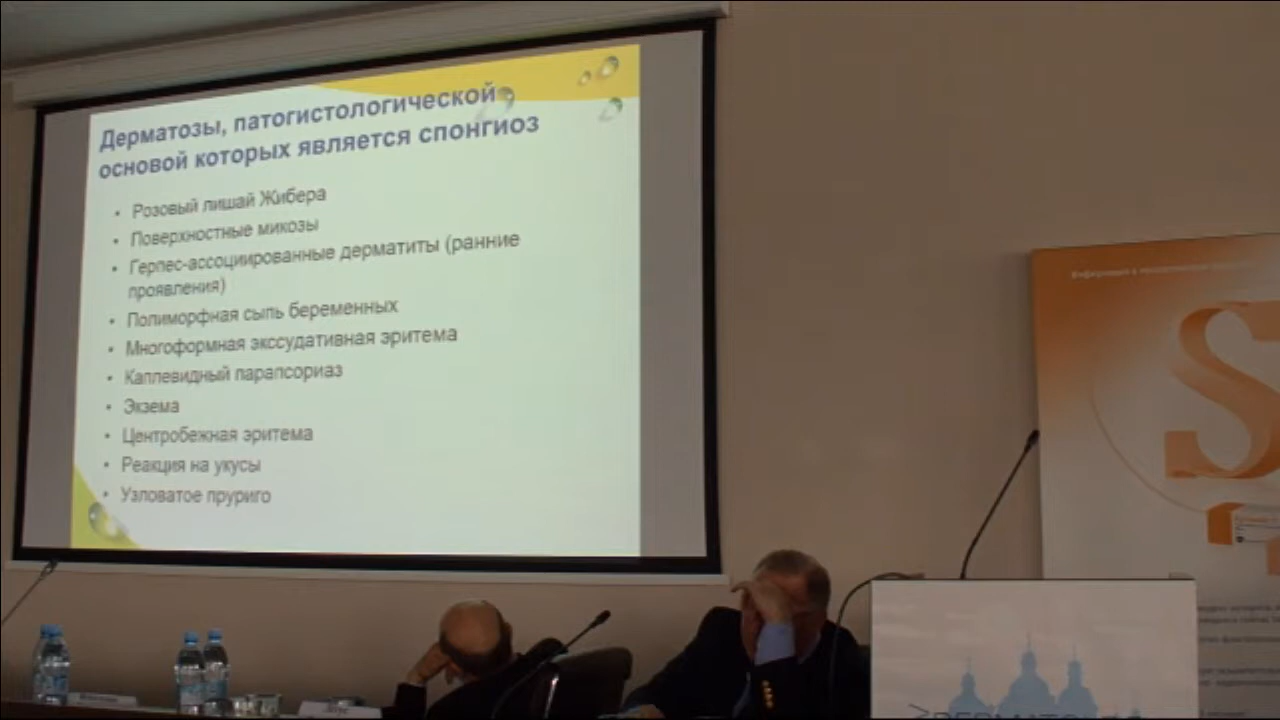 Дерматозы, патогистологической
основой которых является спонгиоз
• Розовый лишай Жибера
• Поверхностные микозы
• Герпес-ассоциированные дерматиты (ранние
проявления)
• Полиморфная сыпь беременных
• Многоформная экссудативная эритема
• Каплевидный парапсориаз
• Экзема
• Центробежная эритема
• Реакция на укусы
• Узловатое пруриго